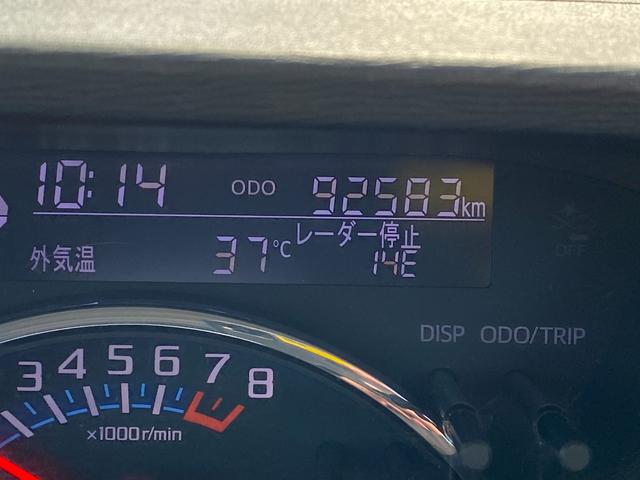 10:14 ODO 92583km
レーダー停止
外気温 37℃ 14E
DISP ODO/TRIP
3 4 5 6 7 8
×1000r/min
OFF